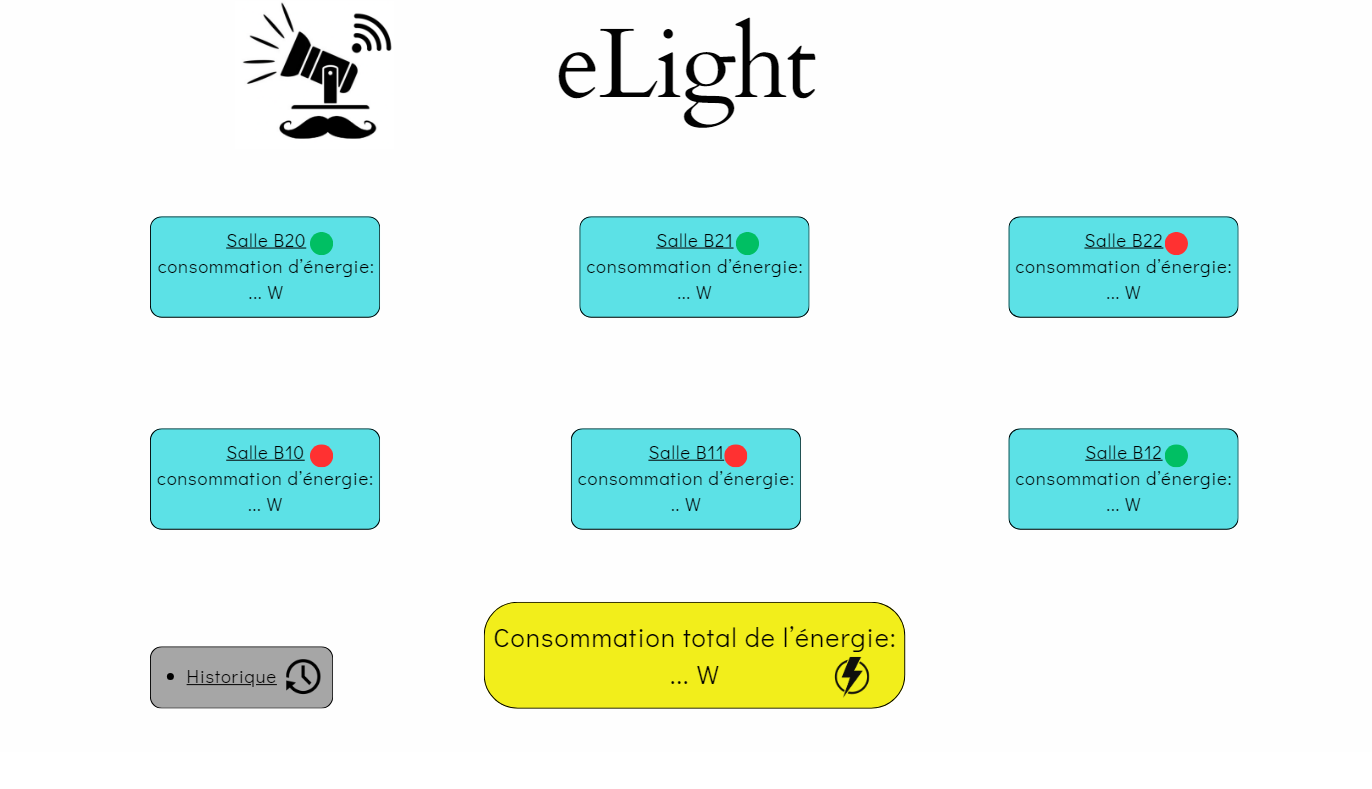 eLight
Salle B20
consommation d'énergie:
... W
Salle B21
consommation d'énergie:
... W
Salle B22
consommation d'énergie:
... W
Salle B10
consommation d'énergie:
... W
Salle B11
consommation d'énergie:
.. W
Salle B12
consommation d'énergie:
... W
• Historique
Consommation total de l'énergie:
... W